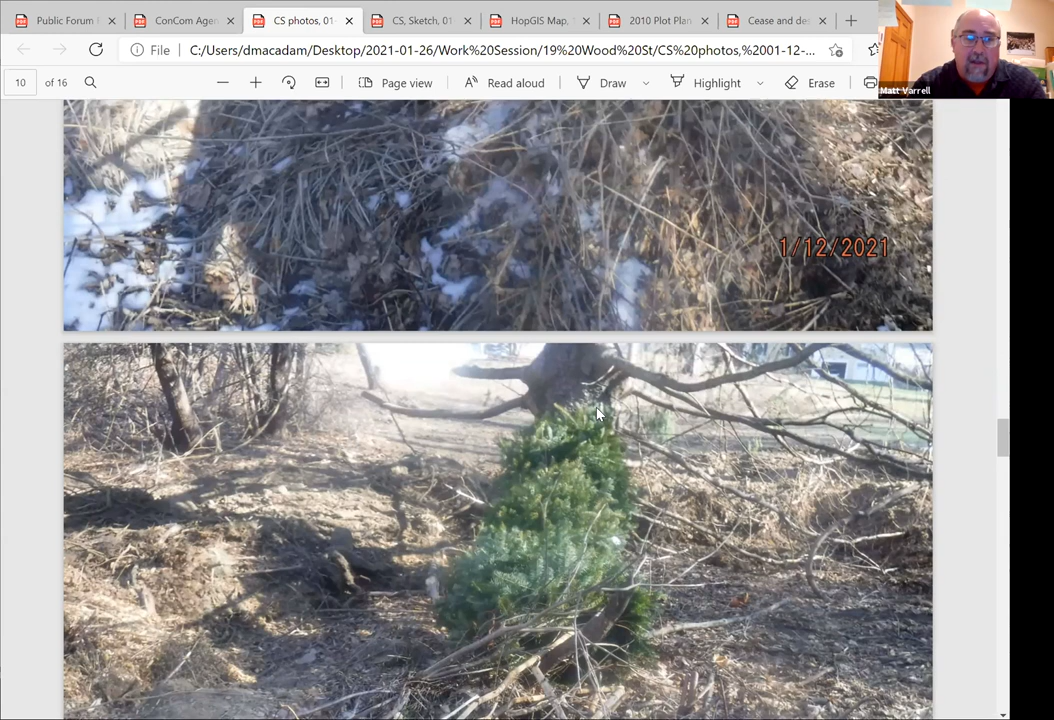 Public Forum
ConCom Agen
CS photos, 01-
CS, Sketch, 01
HopGIS Map,
2010 Plot Plan
Cease and de
File
C:/Users/dmacadam/Desktop/2021-01-26/Work%20Session/19%20Wood%20St/CS%20photos,%2001-12-...
10 of 16
Page view
Read aloud
Draw
Highlight
Erase
Matt Varrell
1/12/2021